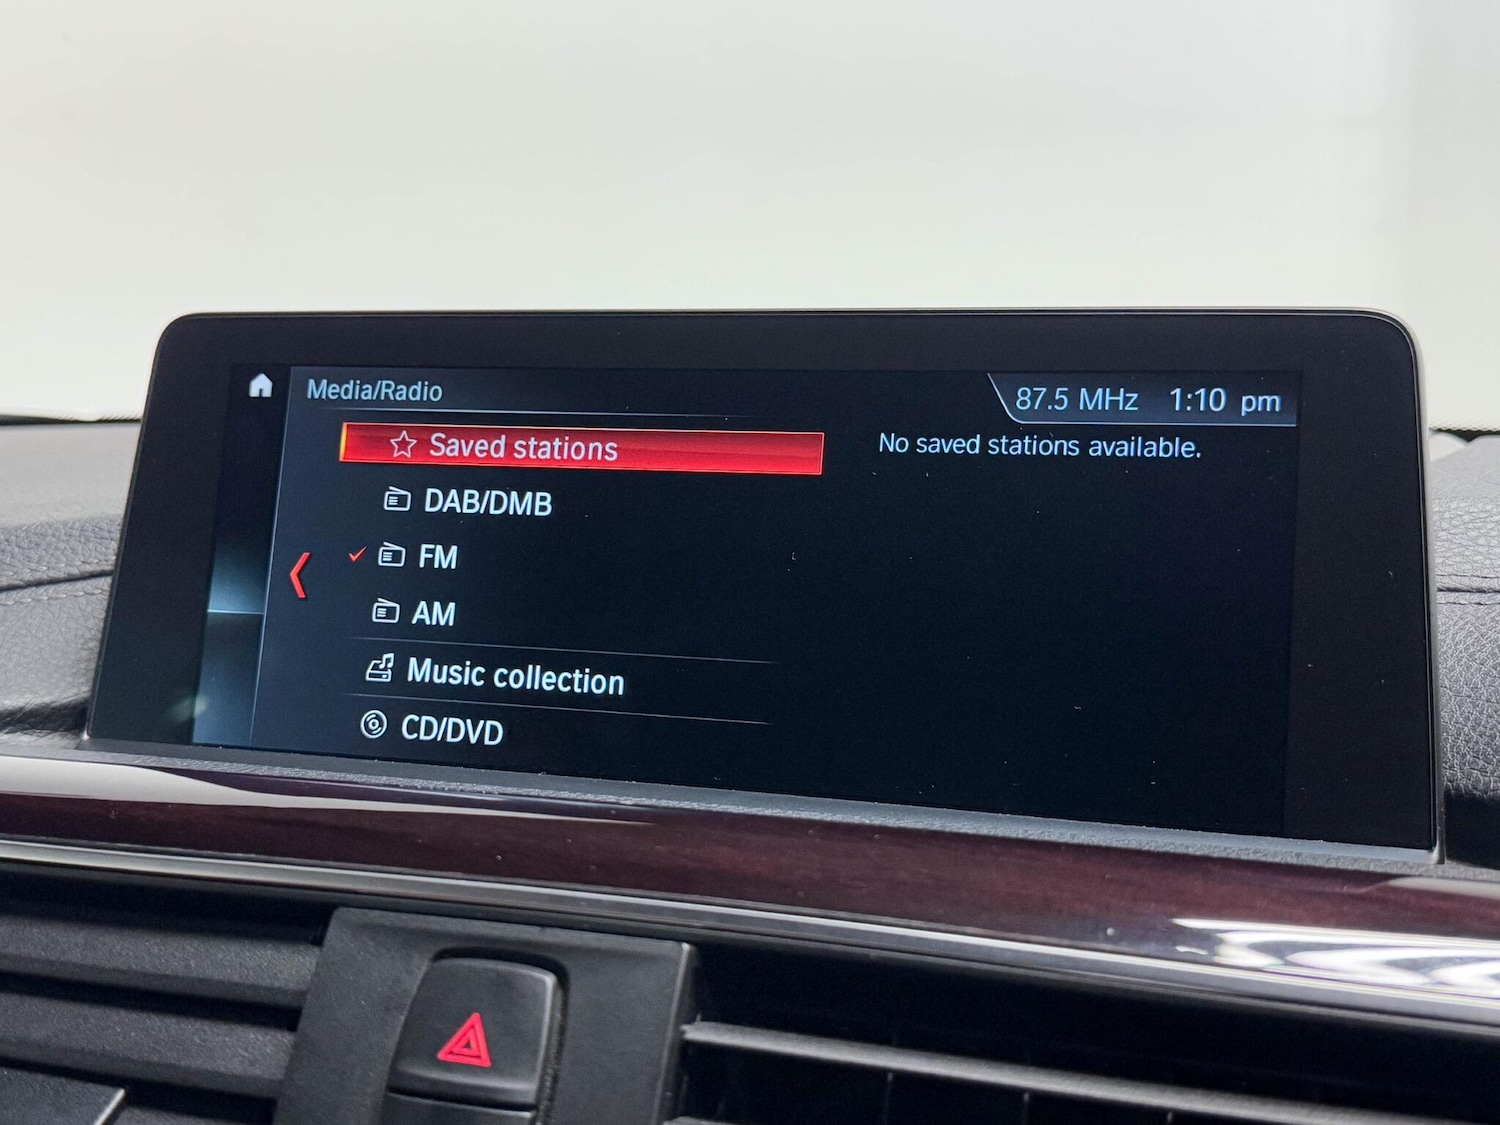 Media/Radio
87.5 MHz 1:10 pm
Saved stations
No saved stations available.
DAB/DMB
FM
AM
Music collection
CD/DVD